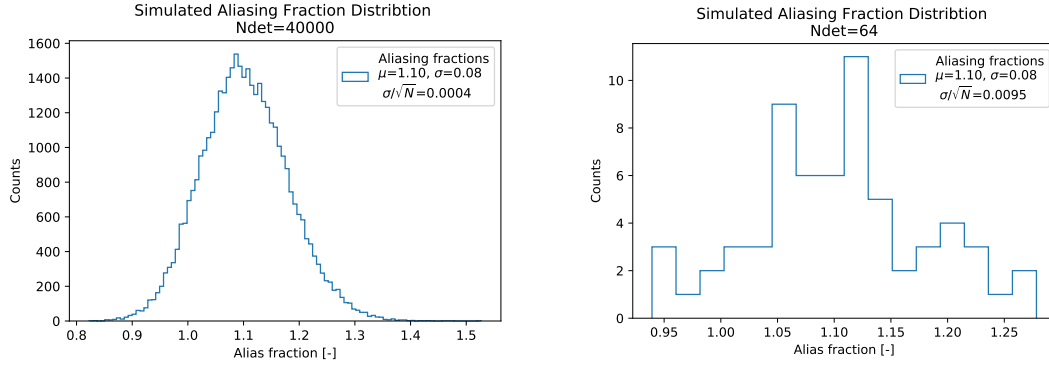 Simulated Aliasing Fraction Distribtion
Ndet=40000
1600
1400
1200
1000
800
600
400
200
0
Counts
0.8 0.9 1.0 1.1 1.2 1.3 1.4 1.5
Alias fraction [-]
Aliasing fractions
μ=1.10, σ=0.08
σ/√N=0.0004
Simulated Aliasing Fraction Distribtion
Ndet=64
10
8
6
4
2
0
Counts
0.95 1.00 1.05 1.10 1.15 1.20 1.25
Alias fraction [-]
Aliasing fractions
μ=1.10, σ=0.08
σ/√N=0.0095